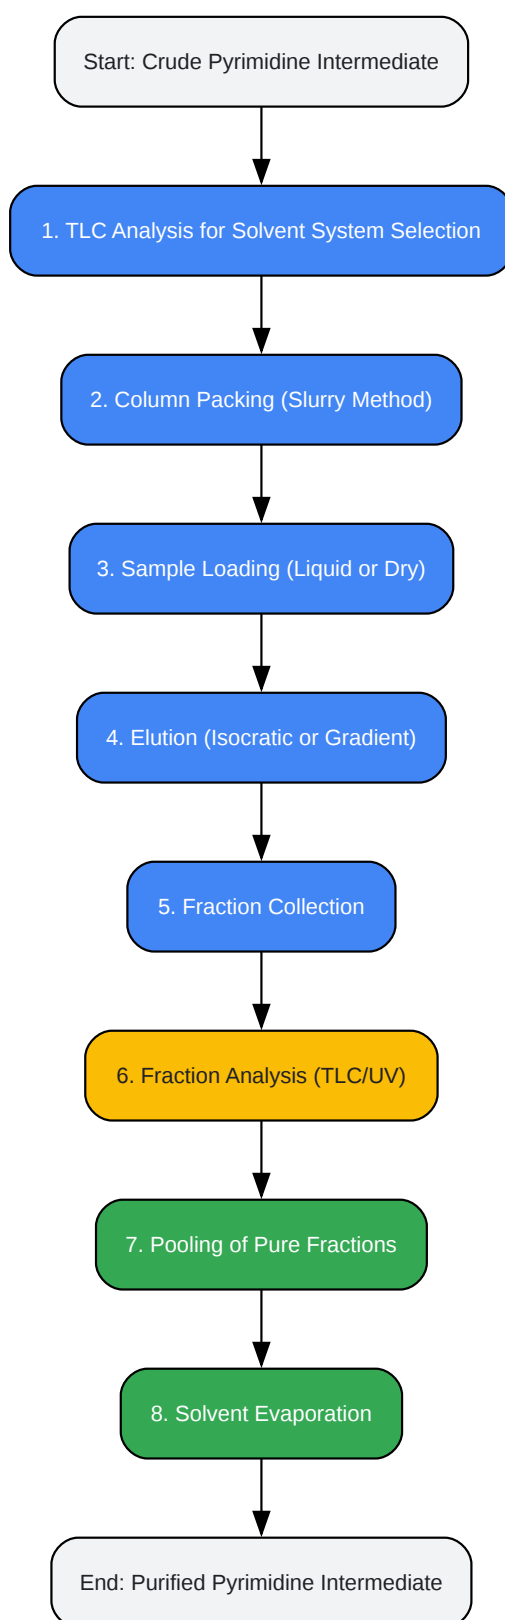 Start: Crude Pyrimidine Intermediate
1. TLC Analysis for Solvent System Selection
2. Column Packing (Slurry Method)
3. Sample Loading (Liquid or Dry)
4. Elution (Isocratic or Gradient)
5. Fraction Collection
6. Fraction Analysis (TLC/UV)
7. Pooling of Pure Fractions
8. Solvent Evaporation
End: Purified Pyrimidine Intermediate